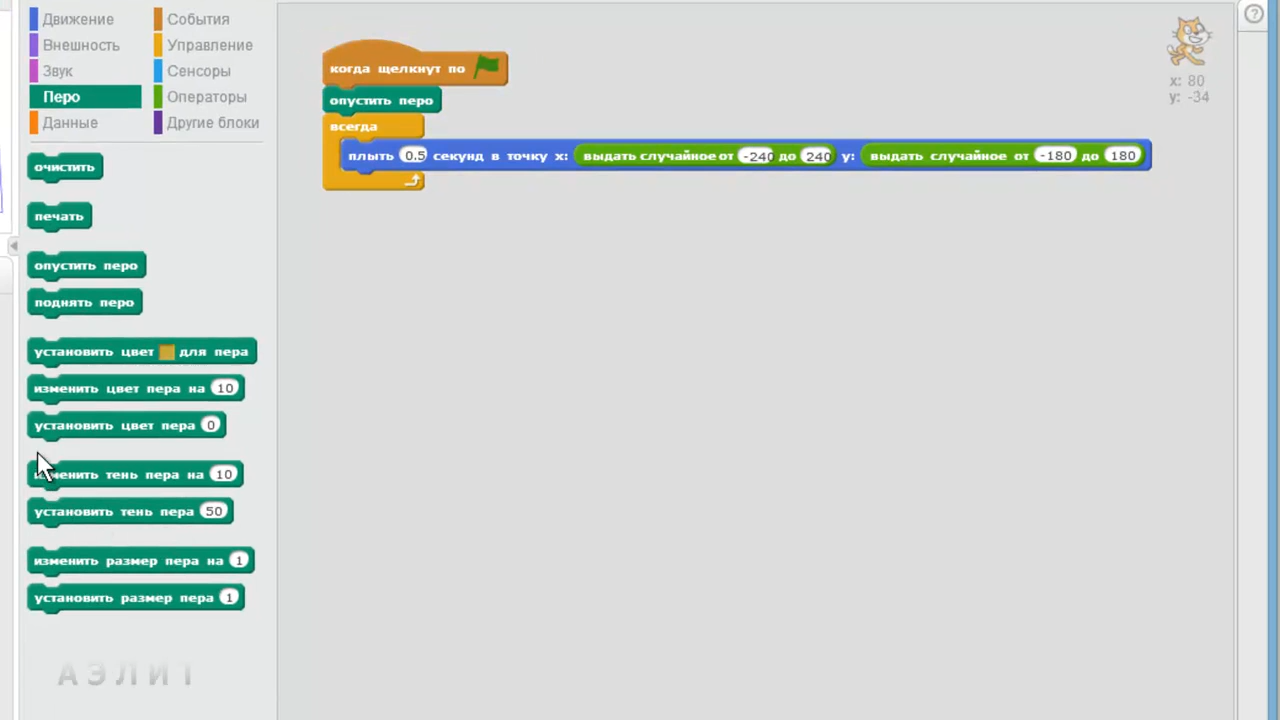 Движение
События
Внешность
Управление
Звук
Сенсоры
Перо
Операторы
Данные
Другие блоки
очистить
печать
опустить перо
поднять перо
установить цвет для пера
изменить цвет пера на 10
установить цвет пера 0
изменить тень пера на 10
установить тень пера 50
изменить размер пера на 1
установить размер пера 1
АЭЛИТ
когда щелкнут по
опустить перо
всегда
плыть 0.5 секунд в точку x: выдать случайное от -240 до 240 y: выдать случайное от -180 до 180
x: 80
y: -34
?